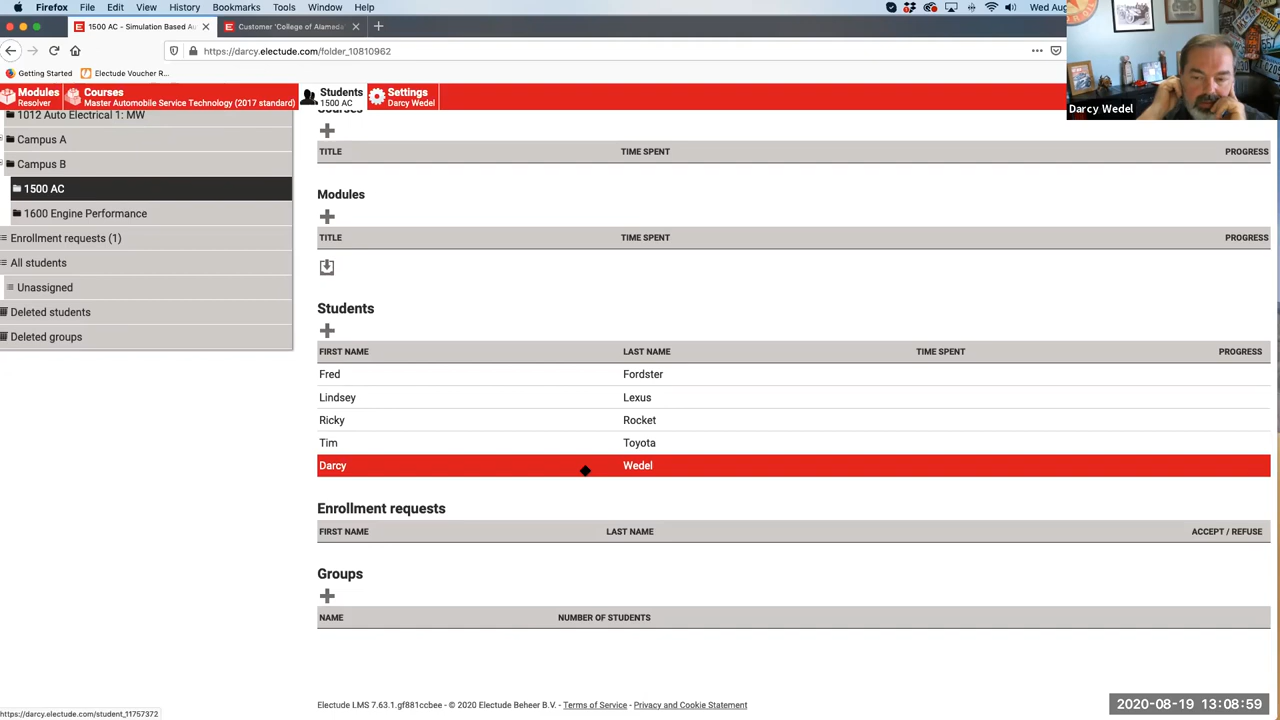 Firefox File Edit View History Bookmarks Tools Window Help Wed Aug
1500 AC – Simulation Based Au
Customer 'College of Alameda'
https://darcy.electude.com/folder_10810962
Getting Started Electude Voucher R...
Modules
Resolver
Courses
Master Automobile Service Technology (2017 standard)
Students
1500 AC
Settings
Darcy Wedel
Darcy Wedel
1012 Auto Electrical 1: MW
Campus A
Campus B
1500 AC
1600 Engine Performance
Enrollment requests (1)
All students
Unassigned
Deleted students
Deleted groups
Courses
TITLE TIME SPENT PROGRESS
Modules
TITLE TIME SPENT PROGRESS
Students
FIRST NAME LAST NAME TIME SPENT PROGRESS
Fred Fordster
Lindsey Lexus
Ricky Rocket
Tim Toyota
Darcy Wedel
Enrollment requests
FIRST NAME LAST NAME ACCEPT / REFUSE
Groups
NAME NUMBER OF STUDENTS
Electude LMS 7.63.1.gf881ccbee - © 2020 Electude Beheer B.V. - Terms of Service - Privacy and Cookie Statement
https://darcy.electude.com/student_11757372
2020-08-19 13:08:59